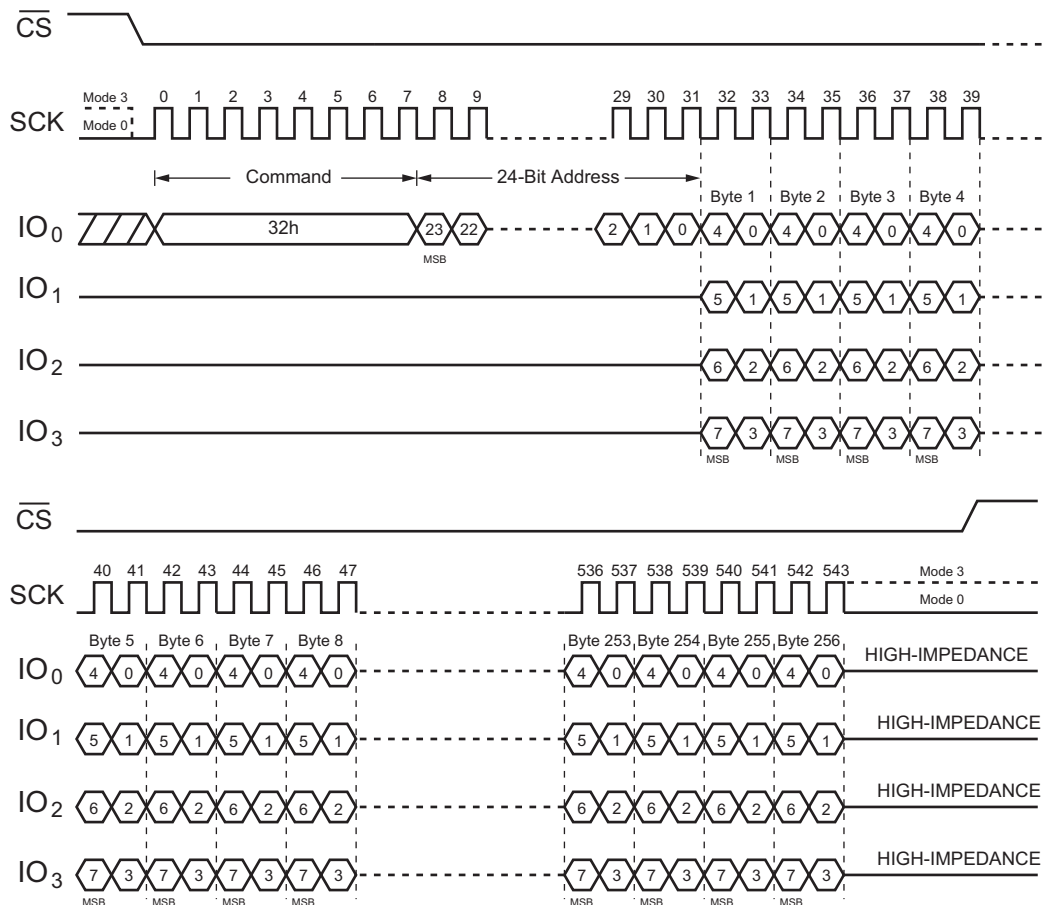 CS
Mode 3
0 1 2 3 4 5 6 7 8 9 29 30 31 32 33 34 35 36 37 38 39
SCK
Mode 0
Command 24-Bit Address
Byte 1 Byte 2 Byte 3 Byte 4
IO0 32h 23 22 2 1 0 4 0 4 0 4 0 4 0
MSB
IO1 5 1 5 1 5 1 5 1
IO2 6 2 6 2 6 2 6 2
IO3 7 3 7 3 7 3 7 3
MSB MSB MSB MSB
CS
40 41 42 43 44 45 46 47 536 537 538 539 540 541 542 543 Mode 3
SCK Mode 0
Byte 5 Byte 6 Byte 7 Byte 8 Byte 253 Byte 254 Byte 255 Byte 256
IO0 4 0 4 0 4 0 4 0 4 0 4 0 4 0 4 0 HIGH-IMPEDANCE
IO1 5 1 5 1 5 1 5 1 5 1 5 1 5 1 5 1 HIGH-IMPEDANCE
IO2 6 2 6 2 6 2 6 2 6 2 6 2 6 2 6 2 HIGH-IMPEDANCE
IO3 7 3 7 3 7 3 7 3 7 3 7 3 7 3 7 3 HIGH-IMPEDANCE
MSB MSB MSB MSB MSB MSB MSB MSB